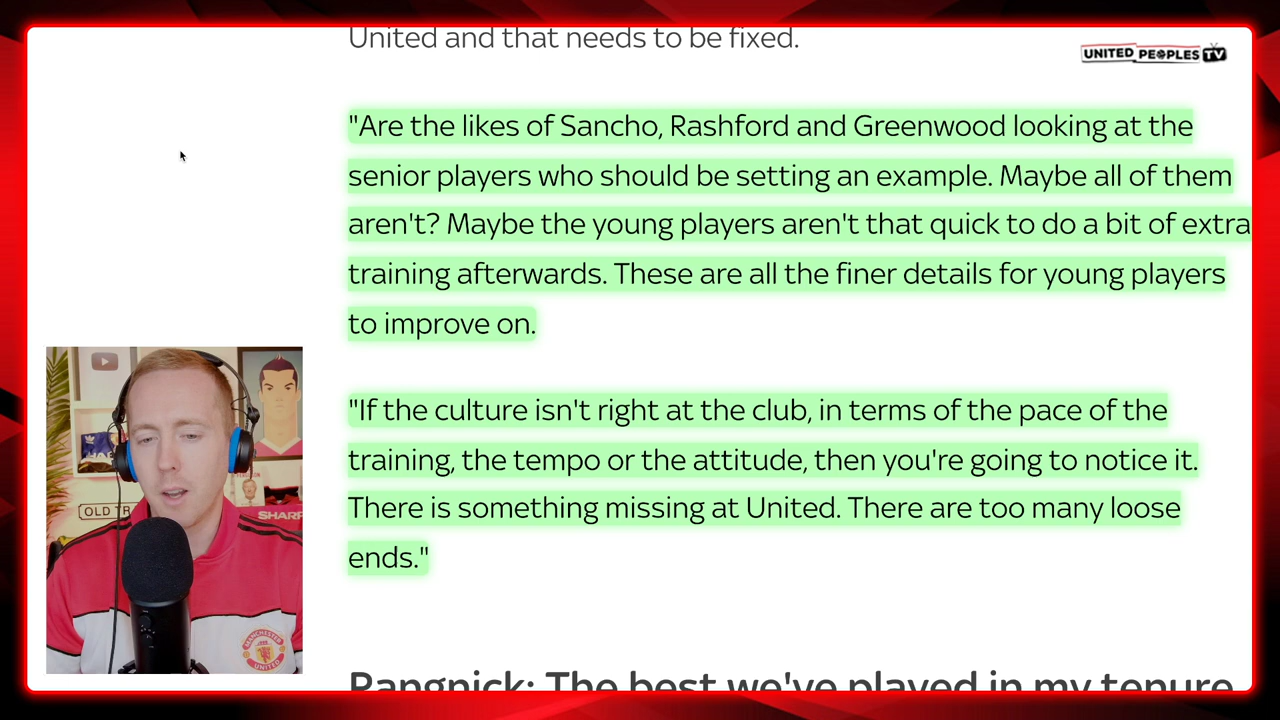 United and that needs to be fixed.
UNITED PEOPLES TV
"Are the likes of Sancho, Rashford and Greenwood looking at the
senior players who should be setting an example. Maybe all of them
aren't? Maybe the young players aren't that quick to do a bit of extra
training afterwards. These are all the finer details for young players
to improve on.
"If the culture isn't right at the club, in terms of the pace of the
training, the tempo or the attitude, then you're going to notice it.
There is something missing at United. There are too many loose
ends."
OLD TR
SHARP
MANCHESTER
UNITED
Rangnick: The best we've played in my tenure